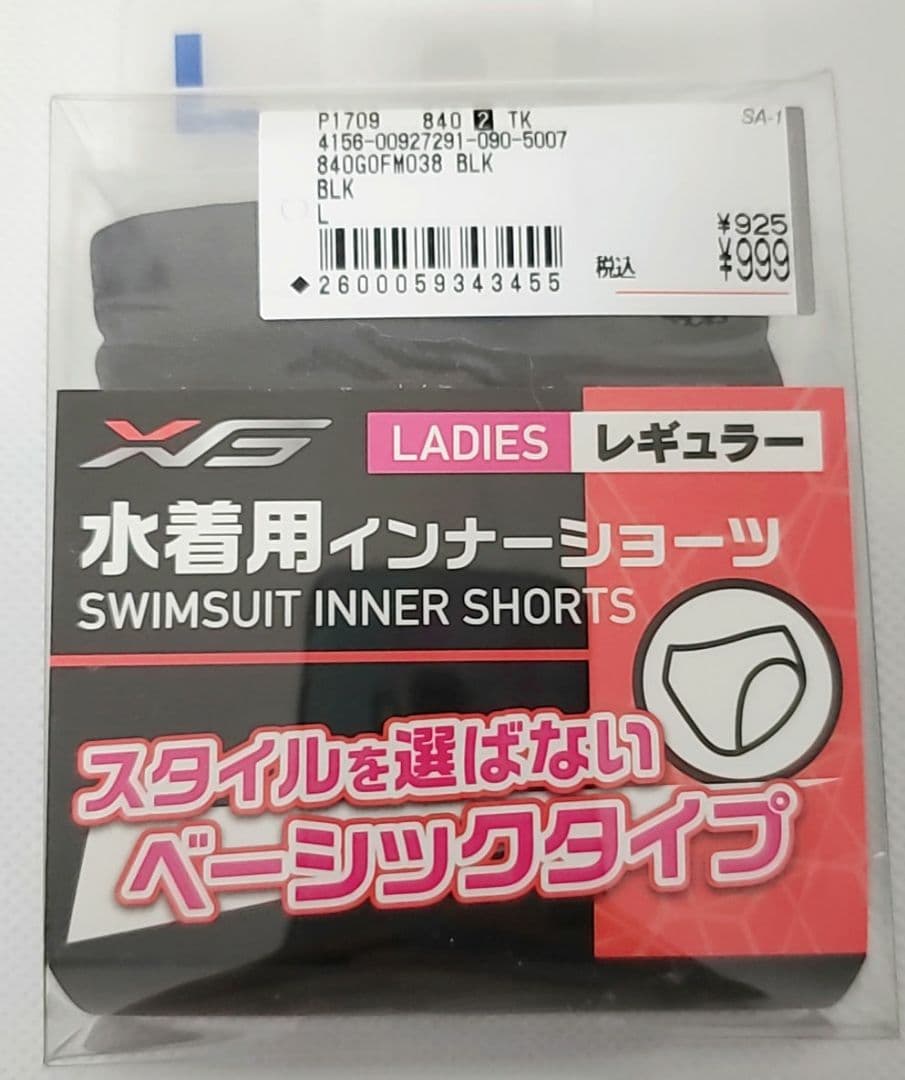 P1709 840 2 TK
SA-1
4156-00927291-090-5007
840G0FM038 BLK
BLK
L
¥925
税込 ¥999
◆2600059343455
XG
LADIES レギュラー
水着用インナーショーツ
SWIMSUIT INNER SHORTS
スタイルを選ばない
ベーシックタイプ